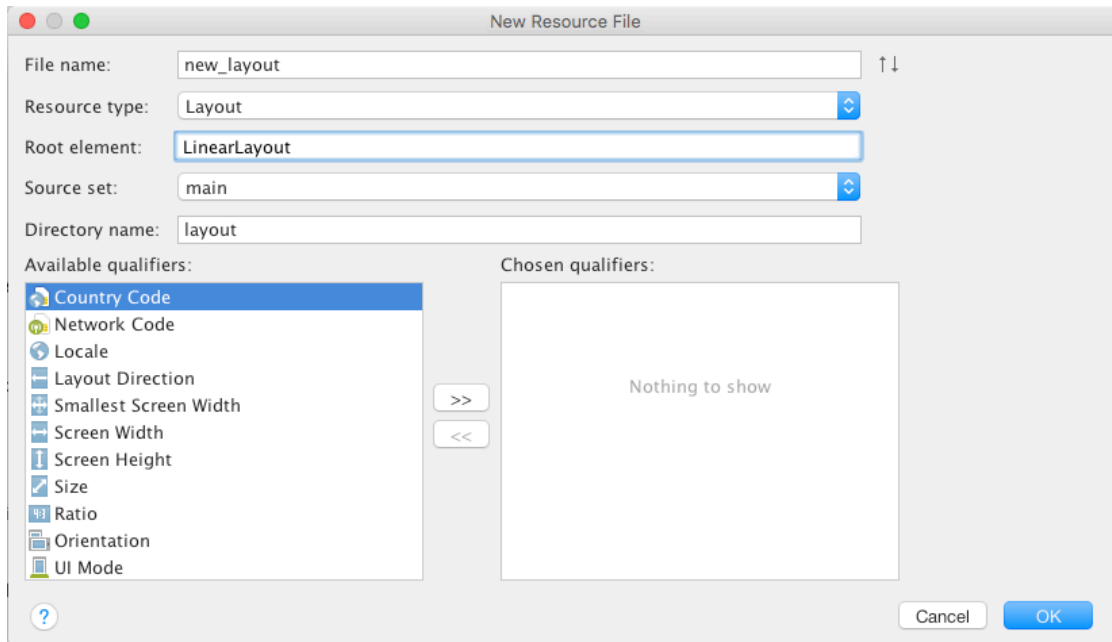 New Resource File
File name: new_layout ↑↓
Resource type: Layout
Root element: LinearLayout
Source set: main
Directory name: layout
Available qualifiers:
Country Code
Network Code
Locale
Layout Direction
Smallest Screen Width
Screen Width
Screen Height
Size
Ratio
Orientation
UI Mode
>>
<<
Chosen qualifiers:
Nothing to show
?
Cancel
OK